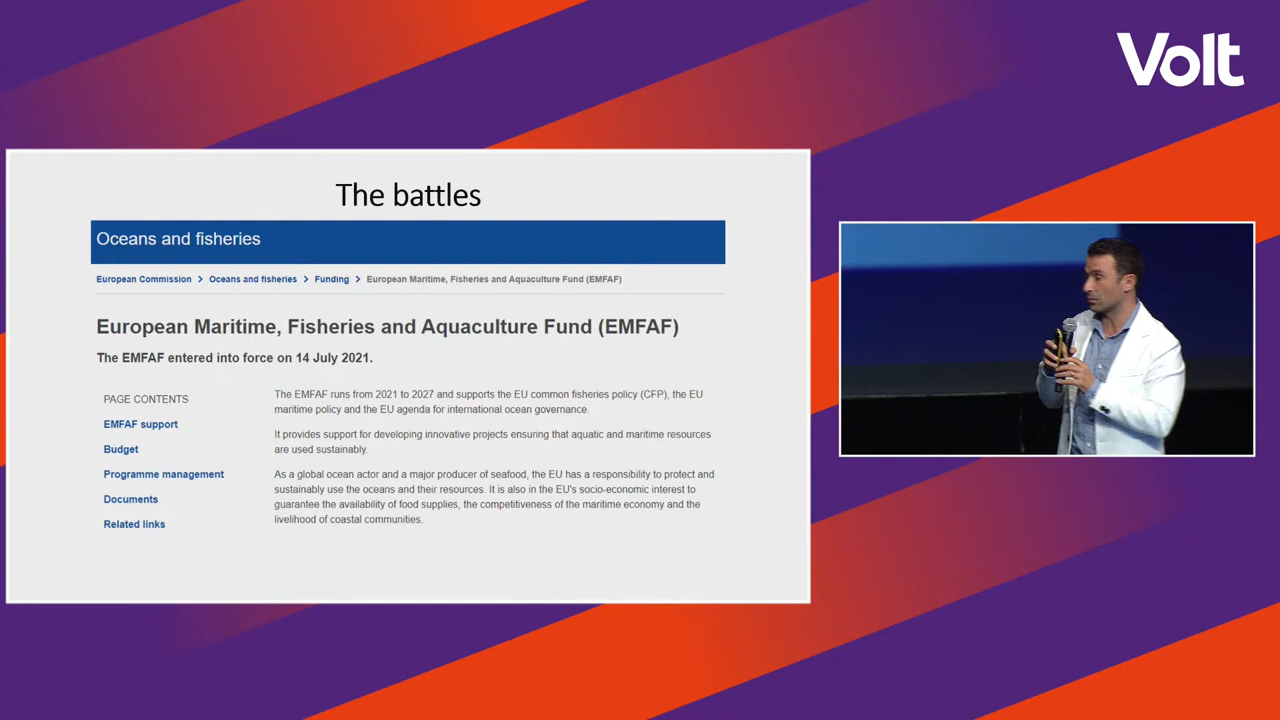 Volt
The battles
Oceans and fisheries
European Commission > Oceans and fisheries > Funding > European Maritime, Fisheries and Aquaculture Fund (EMFAF)
European Maritime, Fisheries and Aquaculture Fund (EMFAF)
The EMFAF entered into force on 14 July 2021.
PAGE CONTENTS
EMFAF support
Budget
Programme management
Documents
Related links
The EMFAF runs from 2021 to 2027 and supports the EU common fisheries policy (CFP), the EU
maritime policy and the EU agenda for international ocean governance.
It provides support for developing innovative projects ensuring that aquatic and maritime resources
are used sustainably.
As a global ocean actor and a major producer of seafood, the EU has a responsibility to protect and
sustainably use the oceans and their resources. It is also in the EU's socio-economic interest to
guarantee the availability of food supplies, the competitiveness of the maritime economy and the
livelihood of coastal communities.